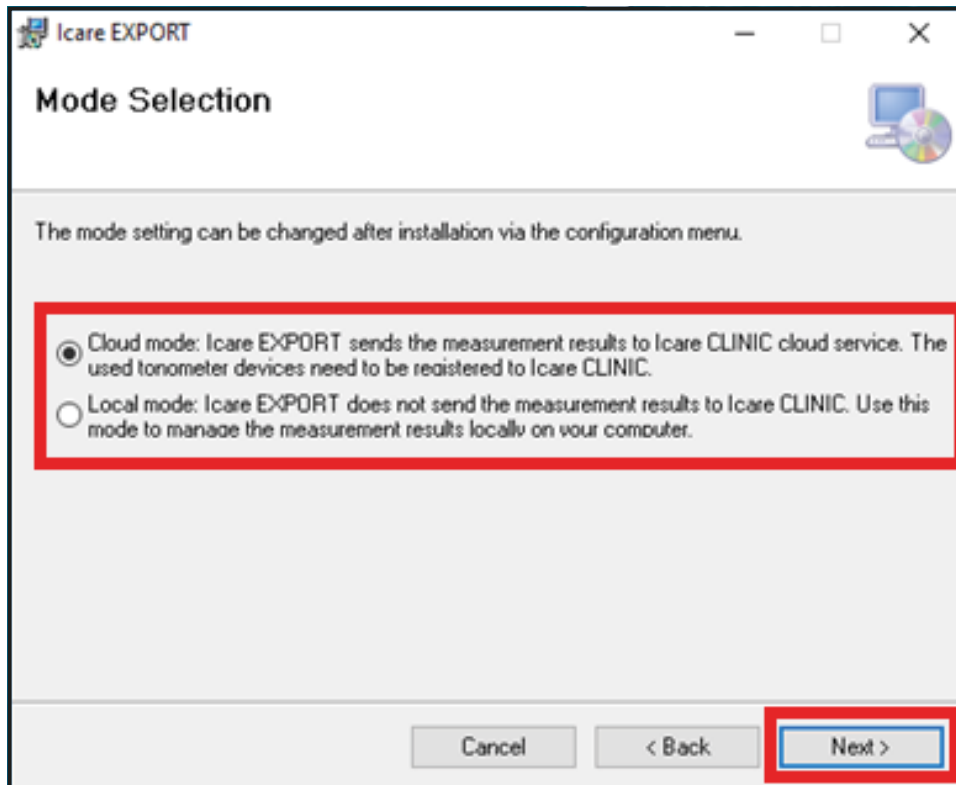 Icare EXPORT
Mode Selection
The mode setting can be changed after installation via the configuration menu.
Cloud mode: Icare EXPORT sends the measurement results to Icare CLINIC cloud service. The
used tonometer devices need to be registered to Icare CLINIC.
Local mode: Icare EXPORT does not send the measurement results to Icare CLINIC. Use this
mode to manage the measurement results locally on your computer.
Cancel
< Back
Next >